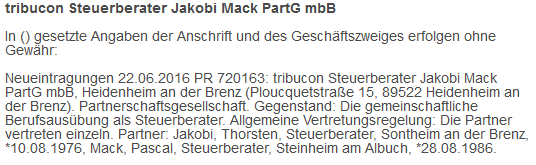 tribucon Steuerberater Jakobi Mack PartG mbB
In () gesetzte Angaben der Anschrift und des Geschäftszweiges erfolgen ohne
Gewähr:
Neueintragungen 22.06.2016 PR 720163: tribucon Steuerberater Jakobi Mack
PartG mbB, Heidenheim an der Brenz (Ploucquetstraße 15, 89522 Heidenheim an
der Brenz). Partnerschaftsgesellschaft. Gegenstand: Die gemeinschaftliche
Berufsausübung als Steuerberater. Allgemeine Vertretungsregelung: Die Partner
vertreten einzeln. Partner: Jakobi, Thorsten, Steuerberater, Sontheim an der Brenz,
*10.08.1976, Mack, Pascal, Steuerberater, Steinheim am Albuch, *28.08.1986.